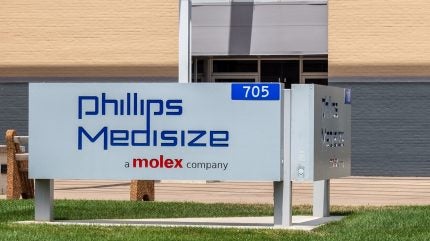 705
phillips
Medisize
a molex company